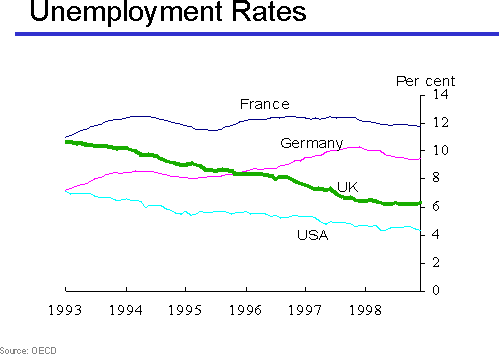 Unemployment Rates
Per cent
14
France
12
Germany
10
8
UK
6
USA
4
2
0
1993 1994 1995 1996 1997 1998
Source: OECD